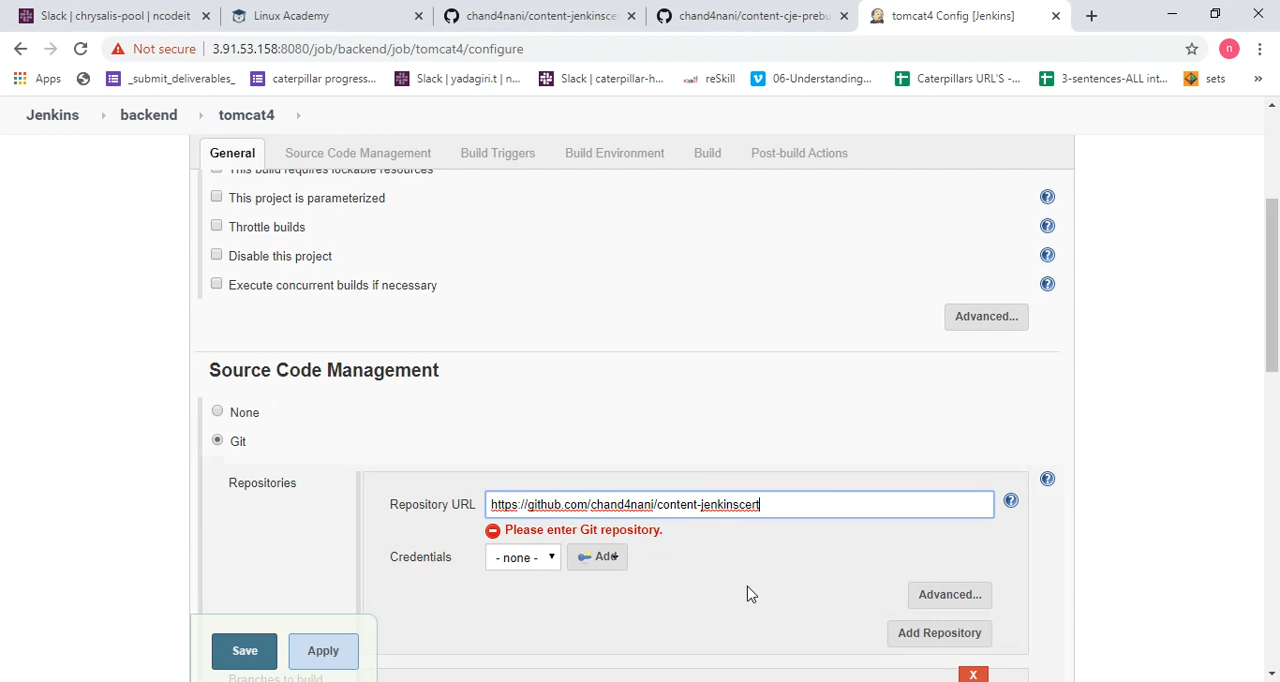 Slack | chrysalis-pool | ncodeit
Linux Academy
chand4nani/content-jenkinsce
chand4nani/content-cje-prebu
tomcat4 Config [Jenkins]
Not secure
3.91.53.158:8080/job/backend/job/tomcat4/configure
n
Apps
_submit_deliverables_
caterpillar progress...
Slack | yadagiri.t | n...
Slack | caterpillar-h...
reSkill
06-Understanding...
Caterpillars URL'S -...
3-sentences-ALL int...
sets
»
Jenkins
backend
tomcat4
General
Source Code Management
Build Triggers
Build Environment
Build
Post-build Actions
This build requires lockable resources
This project is parameterized
Throttle builds
Disable this project
Execute concurrent builds if necessary
Advanced...
Source Code Management
None
Git
Repositories
Repository URL
https://github.com/chand4nani/content-jenkinscert
Please enter Git repository.
Credentials
- none -
Add
Advanced...
Add Repository
Save
Apply
Branches to build
X